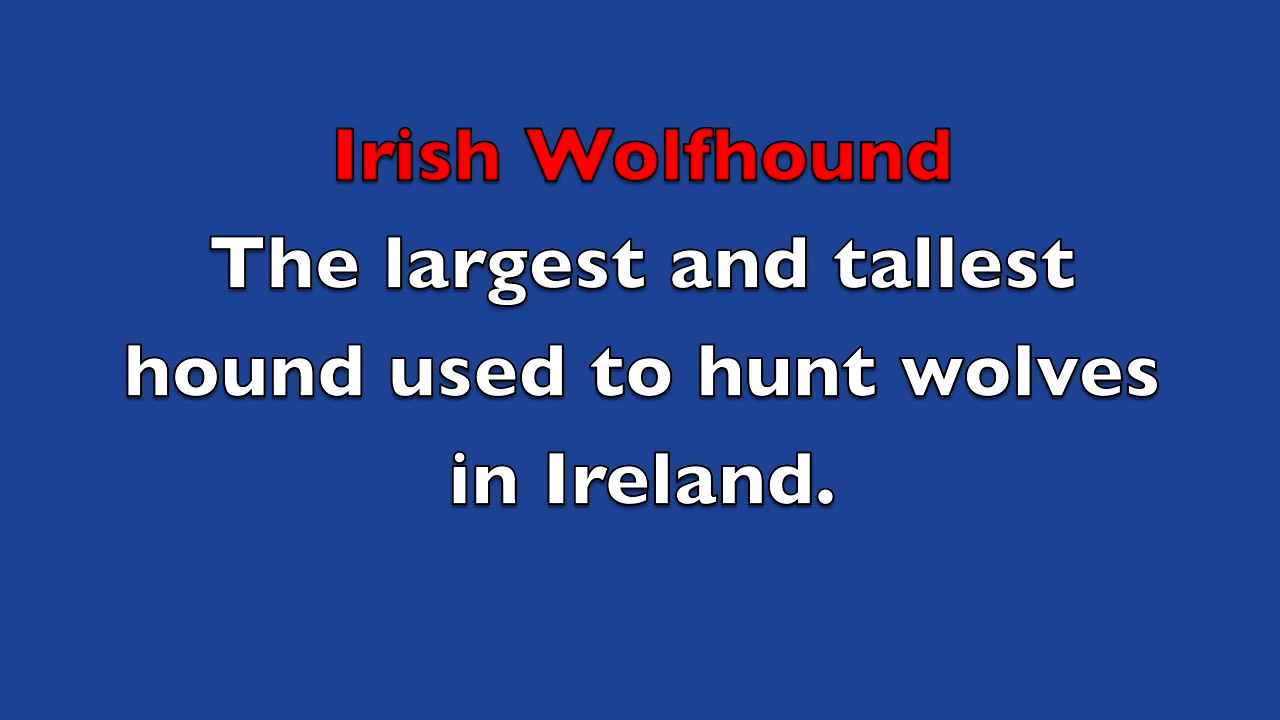 Irish Wolfhound
The largest and tallest
hound used to hunt wolves
in Ireland.